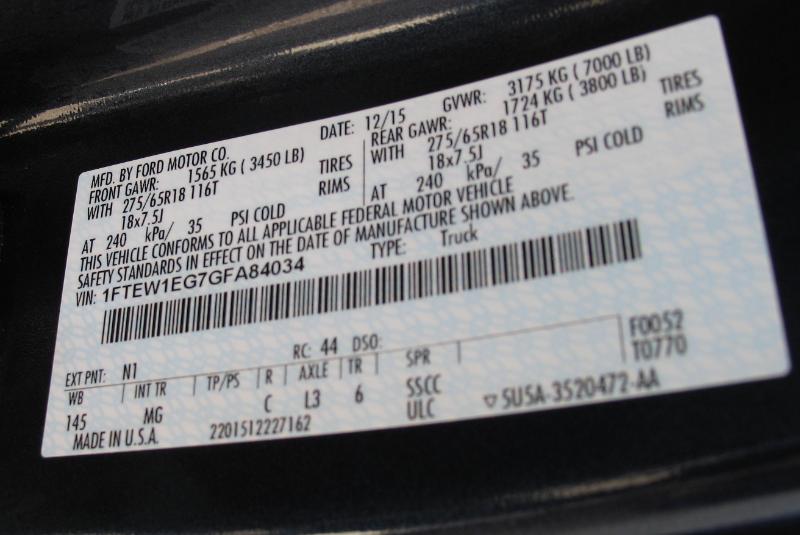 MFD. BY FORD MOTOR CO.
DATE: 12/15 GVWR: 3175 KG ( 7000 LB)
FRONT GAWR: 1565 KG ( 3450 LB)
WITH 275/65R18 116T TIRES
18x7.5J RIMS
AT 240 kPa/ 35 PSI COLD
REAR GAWR: 1724 KG ( 3800 LB)
WITH 275/65R18 116T TIRES
18x7.5J RIMS
AT 240 kPa/ 35 PSI COLD
THIS VEHICLE CONFORMS TO ALL APPLICABLE FEDERAL MOTOR VEHICLE
SAFETY STANDARDS IN EFFECT ON THE DATE OF MANUFACTURE SHOWN ABOVE.
VIN: 1FTEW1EG7GFA84034 TYPE: Truck
EXT PNT: N1 RC: 44 DSO: F0052
WB INT TR TP/PS R AXLE TR SPR T0770
145 MG C L3 6 SSCC
MADE IN U.S.A. 2201512227162 ULC ▽5U5A-3520472-AA